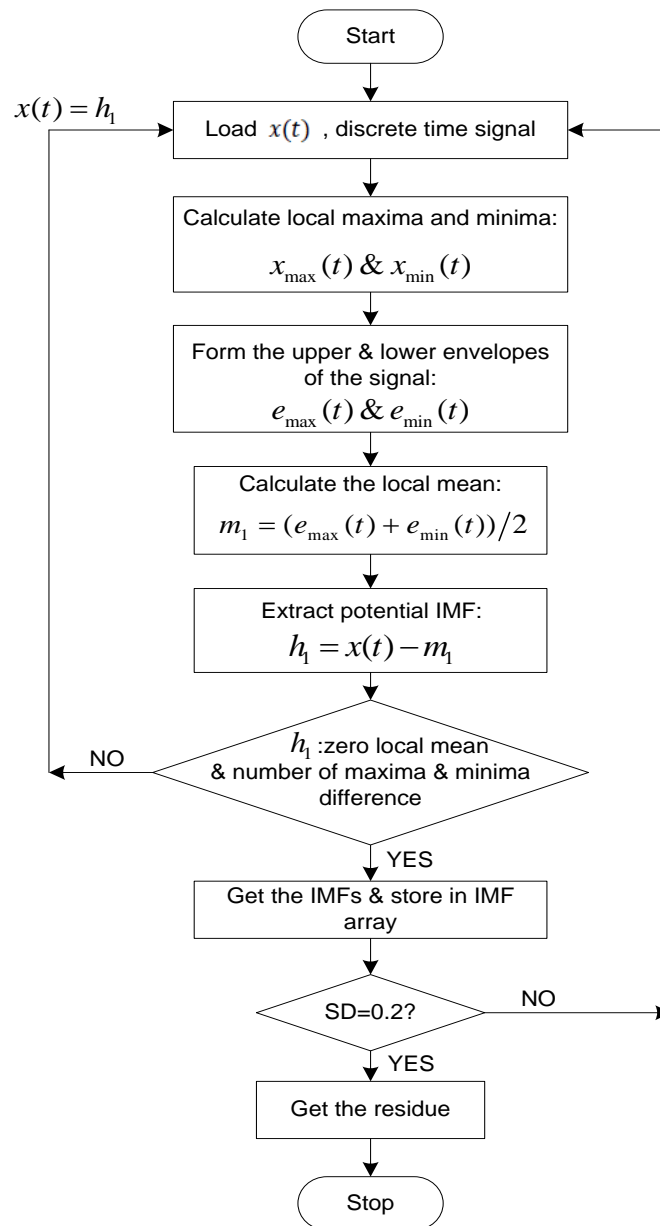 Start
x(t) = h₁
Load x(t) , discrete time signal
Calculate local maxima and minima:
x_max (t) & x_min (t)
Form the upper & lower envelopes
of the signal:
e_max (t) & e_min (t)
Calculate the local mean:
m₁ = (e_max (t) + e_min (t))/2
Extract potential IMF:
h₁ = x(t) − m₁
h₁ :zero local mean
NO
& number of maxima & minima
difference
YES
Get the IMFs & store in IMF
array
SD=0.2?
NO
YES
Get the residue
Stop